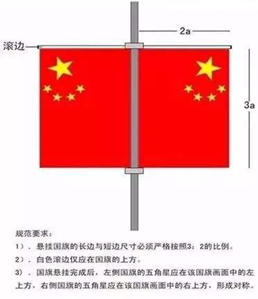 2a
滚边
3a
规范要求：
1）. 悬挂国旗的长边与短边尺寸必须严格按照3：2的比例。
2）. 白色滚边仅应在国旗的上方。
3）. 国旗悬挂完成后，左侧国旗的五角星应在该国旗画面中的左
上方，右侧国旗的五角星应在该国旗画面中的右上方，形成对称。